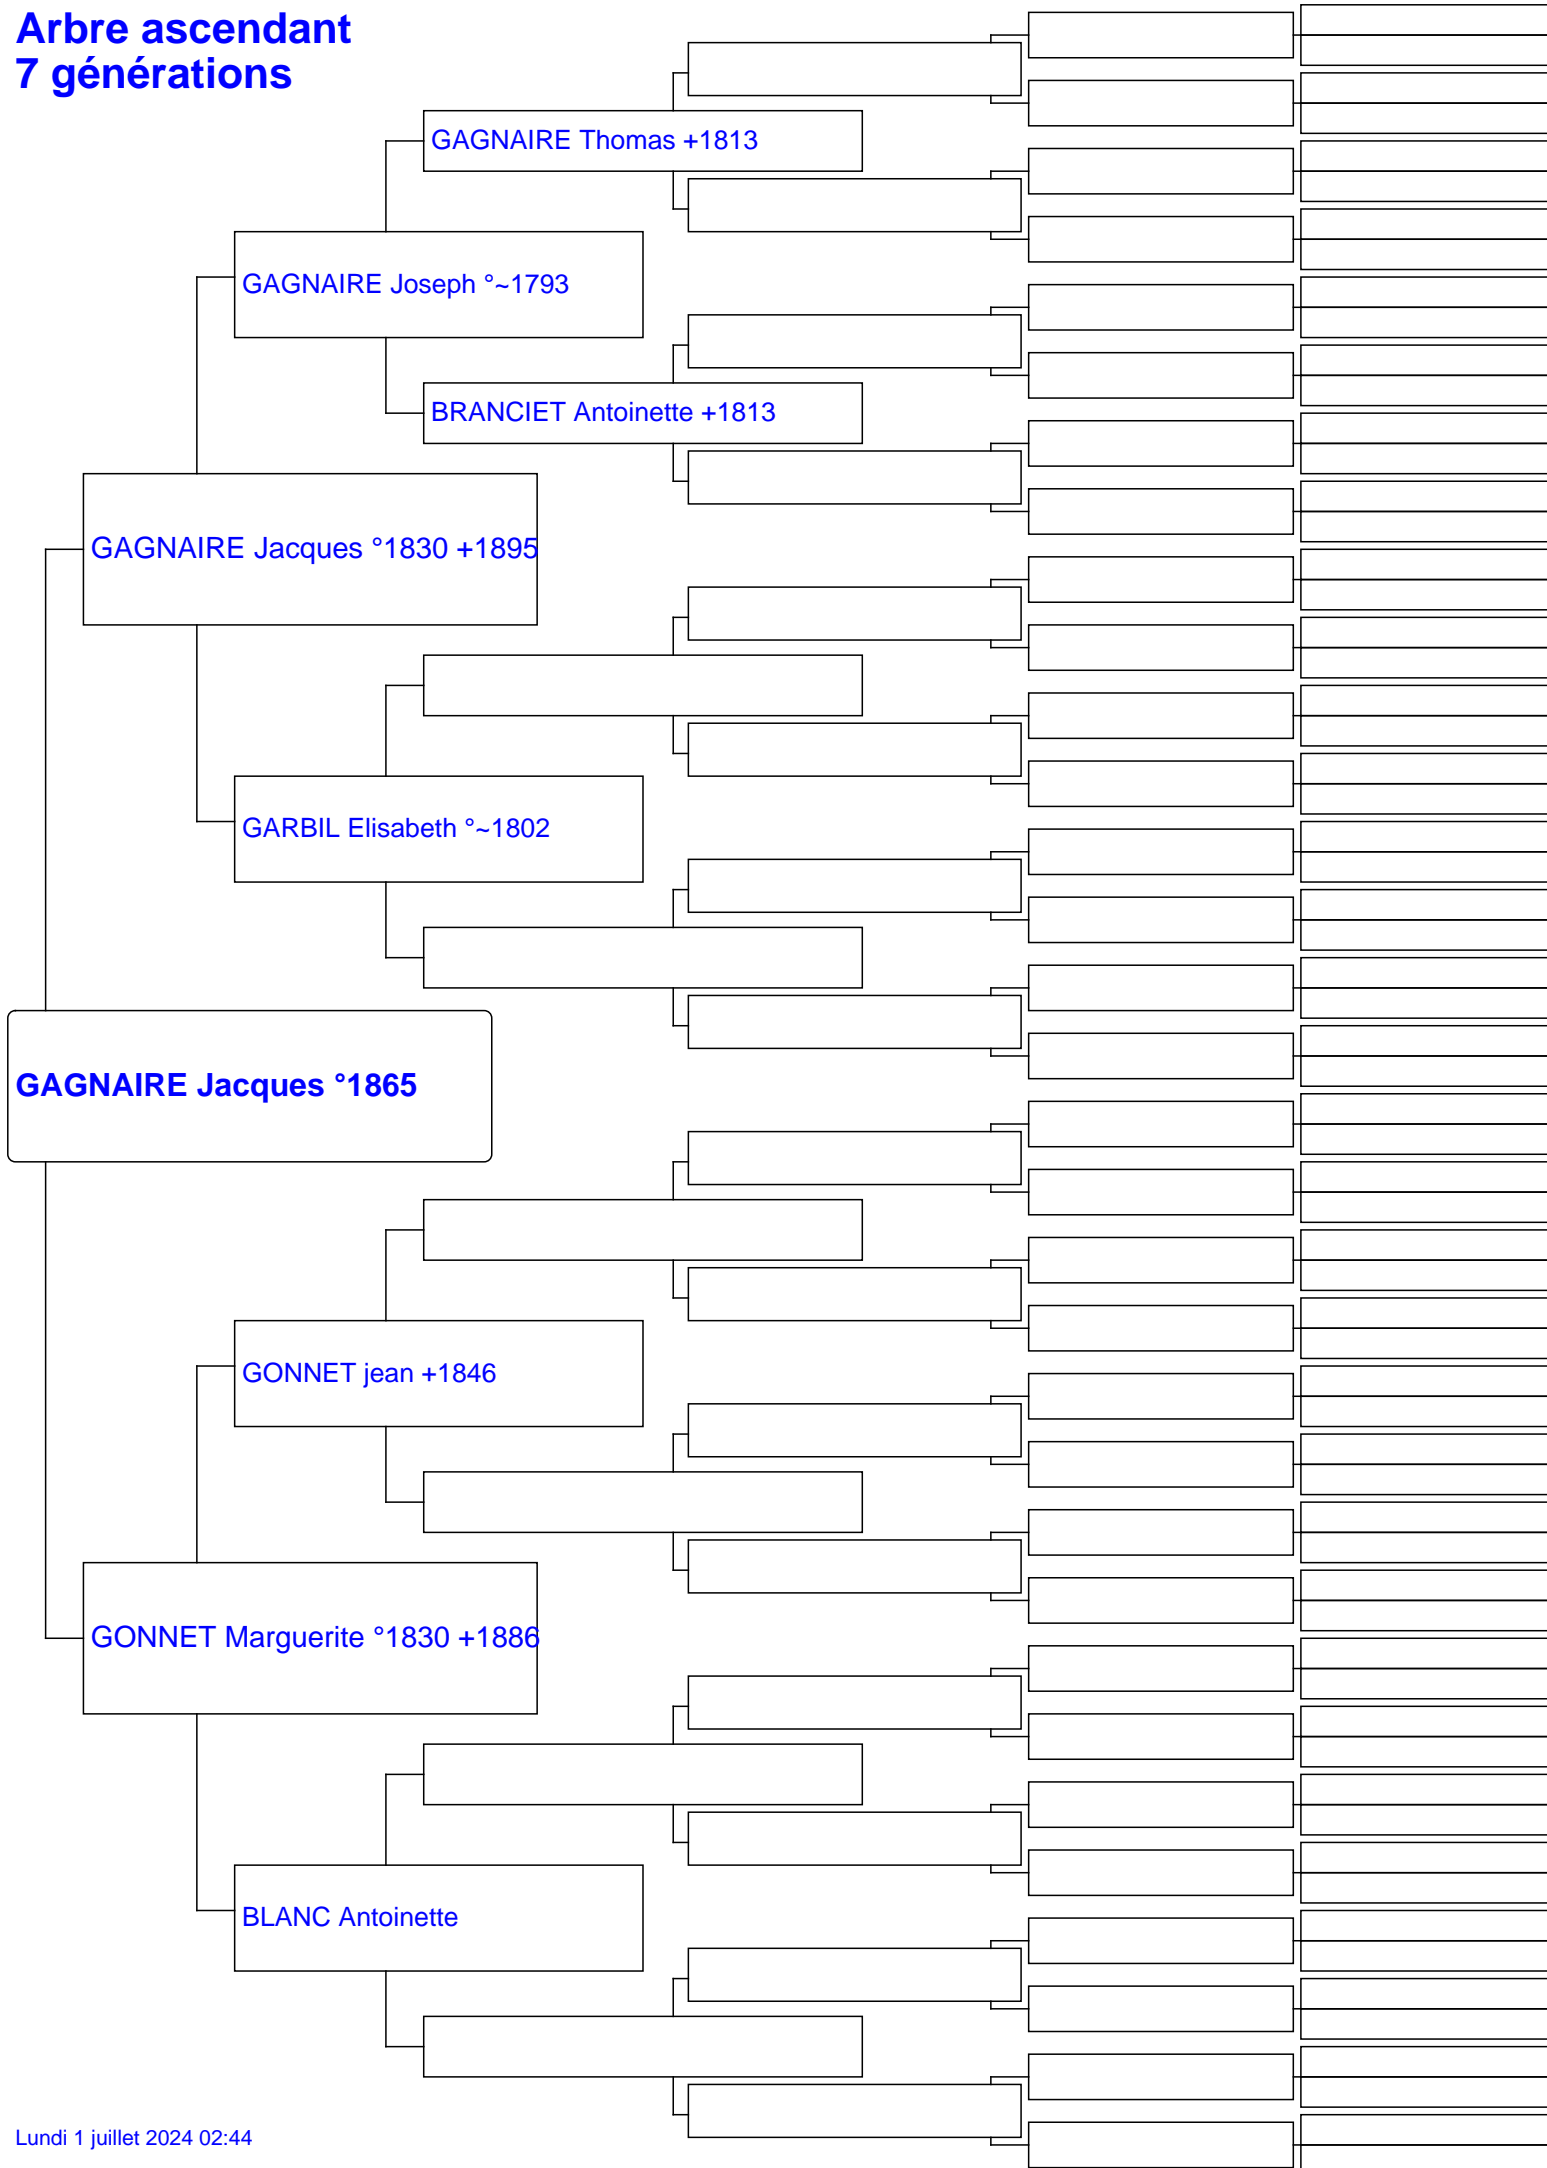 Arbre ascendant
7 générations
GAGNAIRE Thomas +1813
GAGNAIRE Joseph °~1793
BRANCIET Antoinette +1813
GAGNAIRE Jacques °1830 +1895
GARBIL Elisabeth °~1802
GAGNAIRE Jacques °1865
GONNET jean +1846
GONNET Marguerite °1830 +1886
BLANC Antoinette
Lundi 1 juillet 2024 02:44